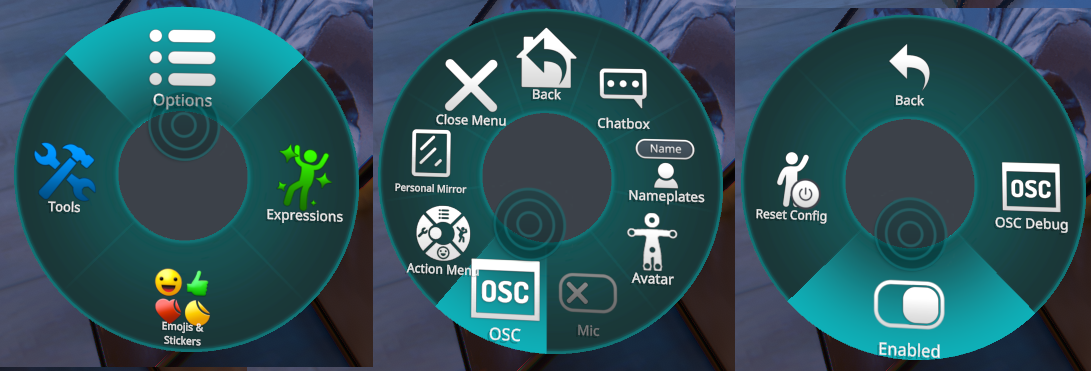 Options
Tools
Expressions
Emojis &
Stickers
Back
Close Menu
Chatbox
Personal Mirror
Name
Nameplates
Action Menu
Avatar
OSC
OSC
Mic
Back
Reset Config
OSC
OSC Debug
Enabled